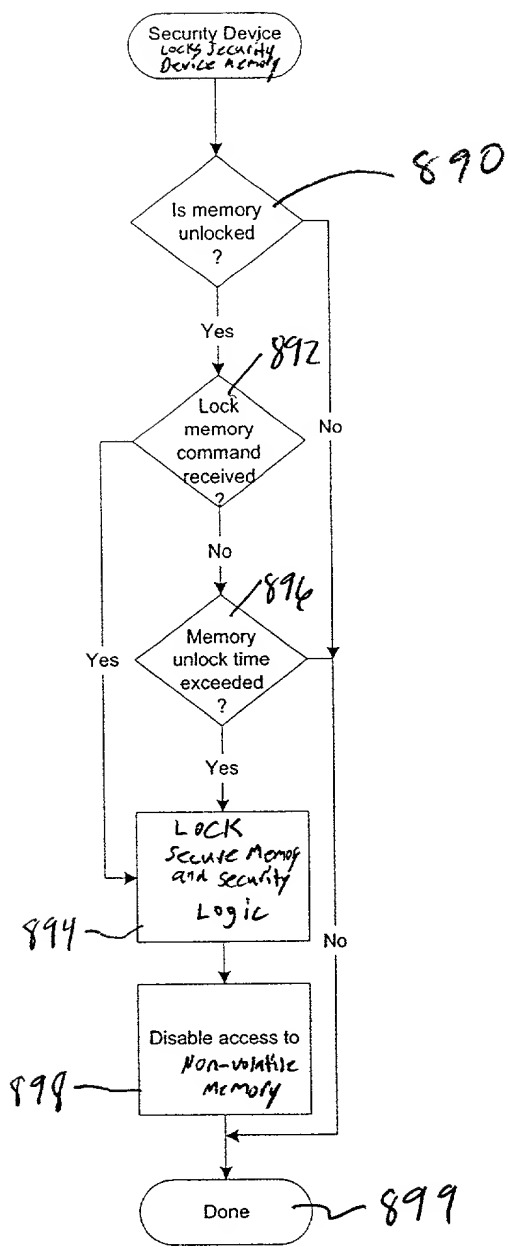 Security Device
Locks Security
Device Memory
890
Is memory
unlocked
?
Yes
892
Lock
memory
command
received
?
No
No
896
Memory
unlock time
exceeded
?
Yes
Yes
LOCK
Secure Memory
and Security
Logic
894
No
Disable access to
Non-volatile
Memory
898
Done
899